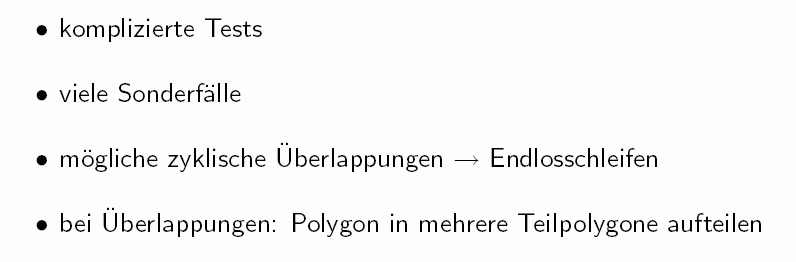 • komplizierte Tests
• viele Sonderfälle
• mögliche zyklische Überlappungen → Endlosschleifen
• bei Überlappungen: Polygon in mehrere Teilpolygone aufteilen